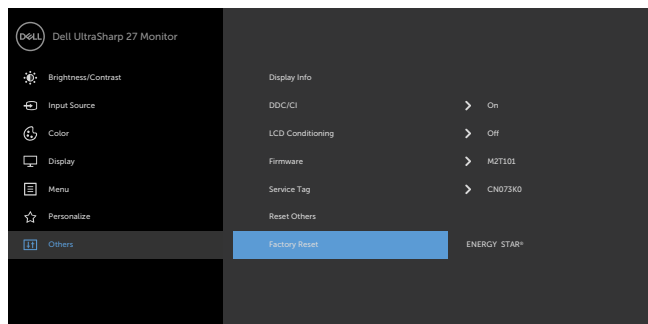 DELL Dell UltraSharp 27 Monitor
Brightness/Contrast
Input Source
Color
Display
Menu
Personalize
Others
Display Info
DDC/CI On
LCD Conditioning Off
Firmware M2T101
Service Tag CN073K0
Reset Others
Factory Reset ENERGY STAR®